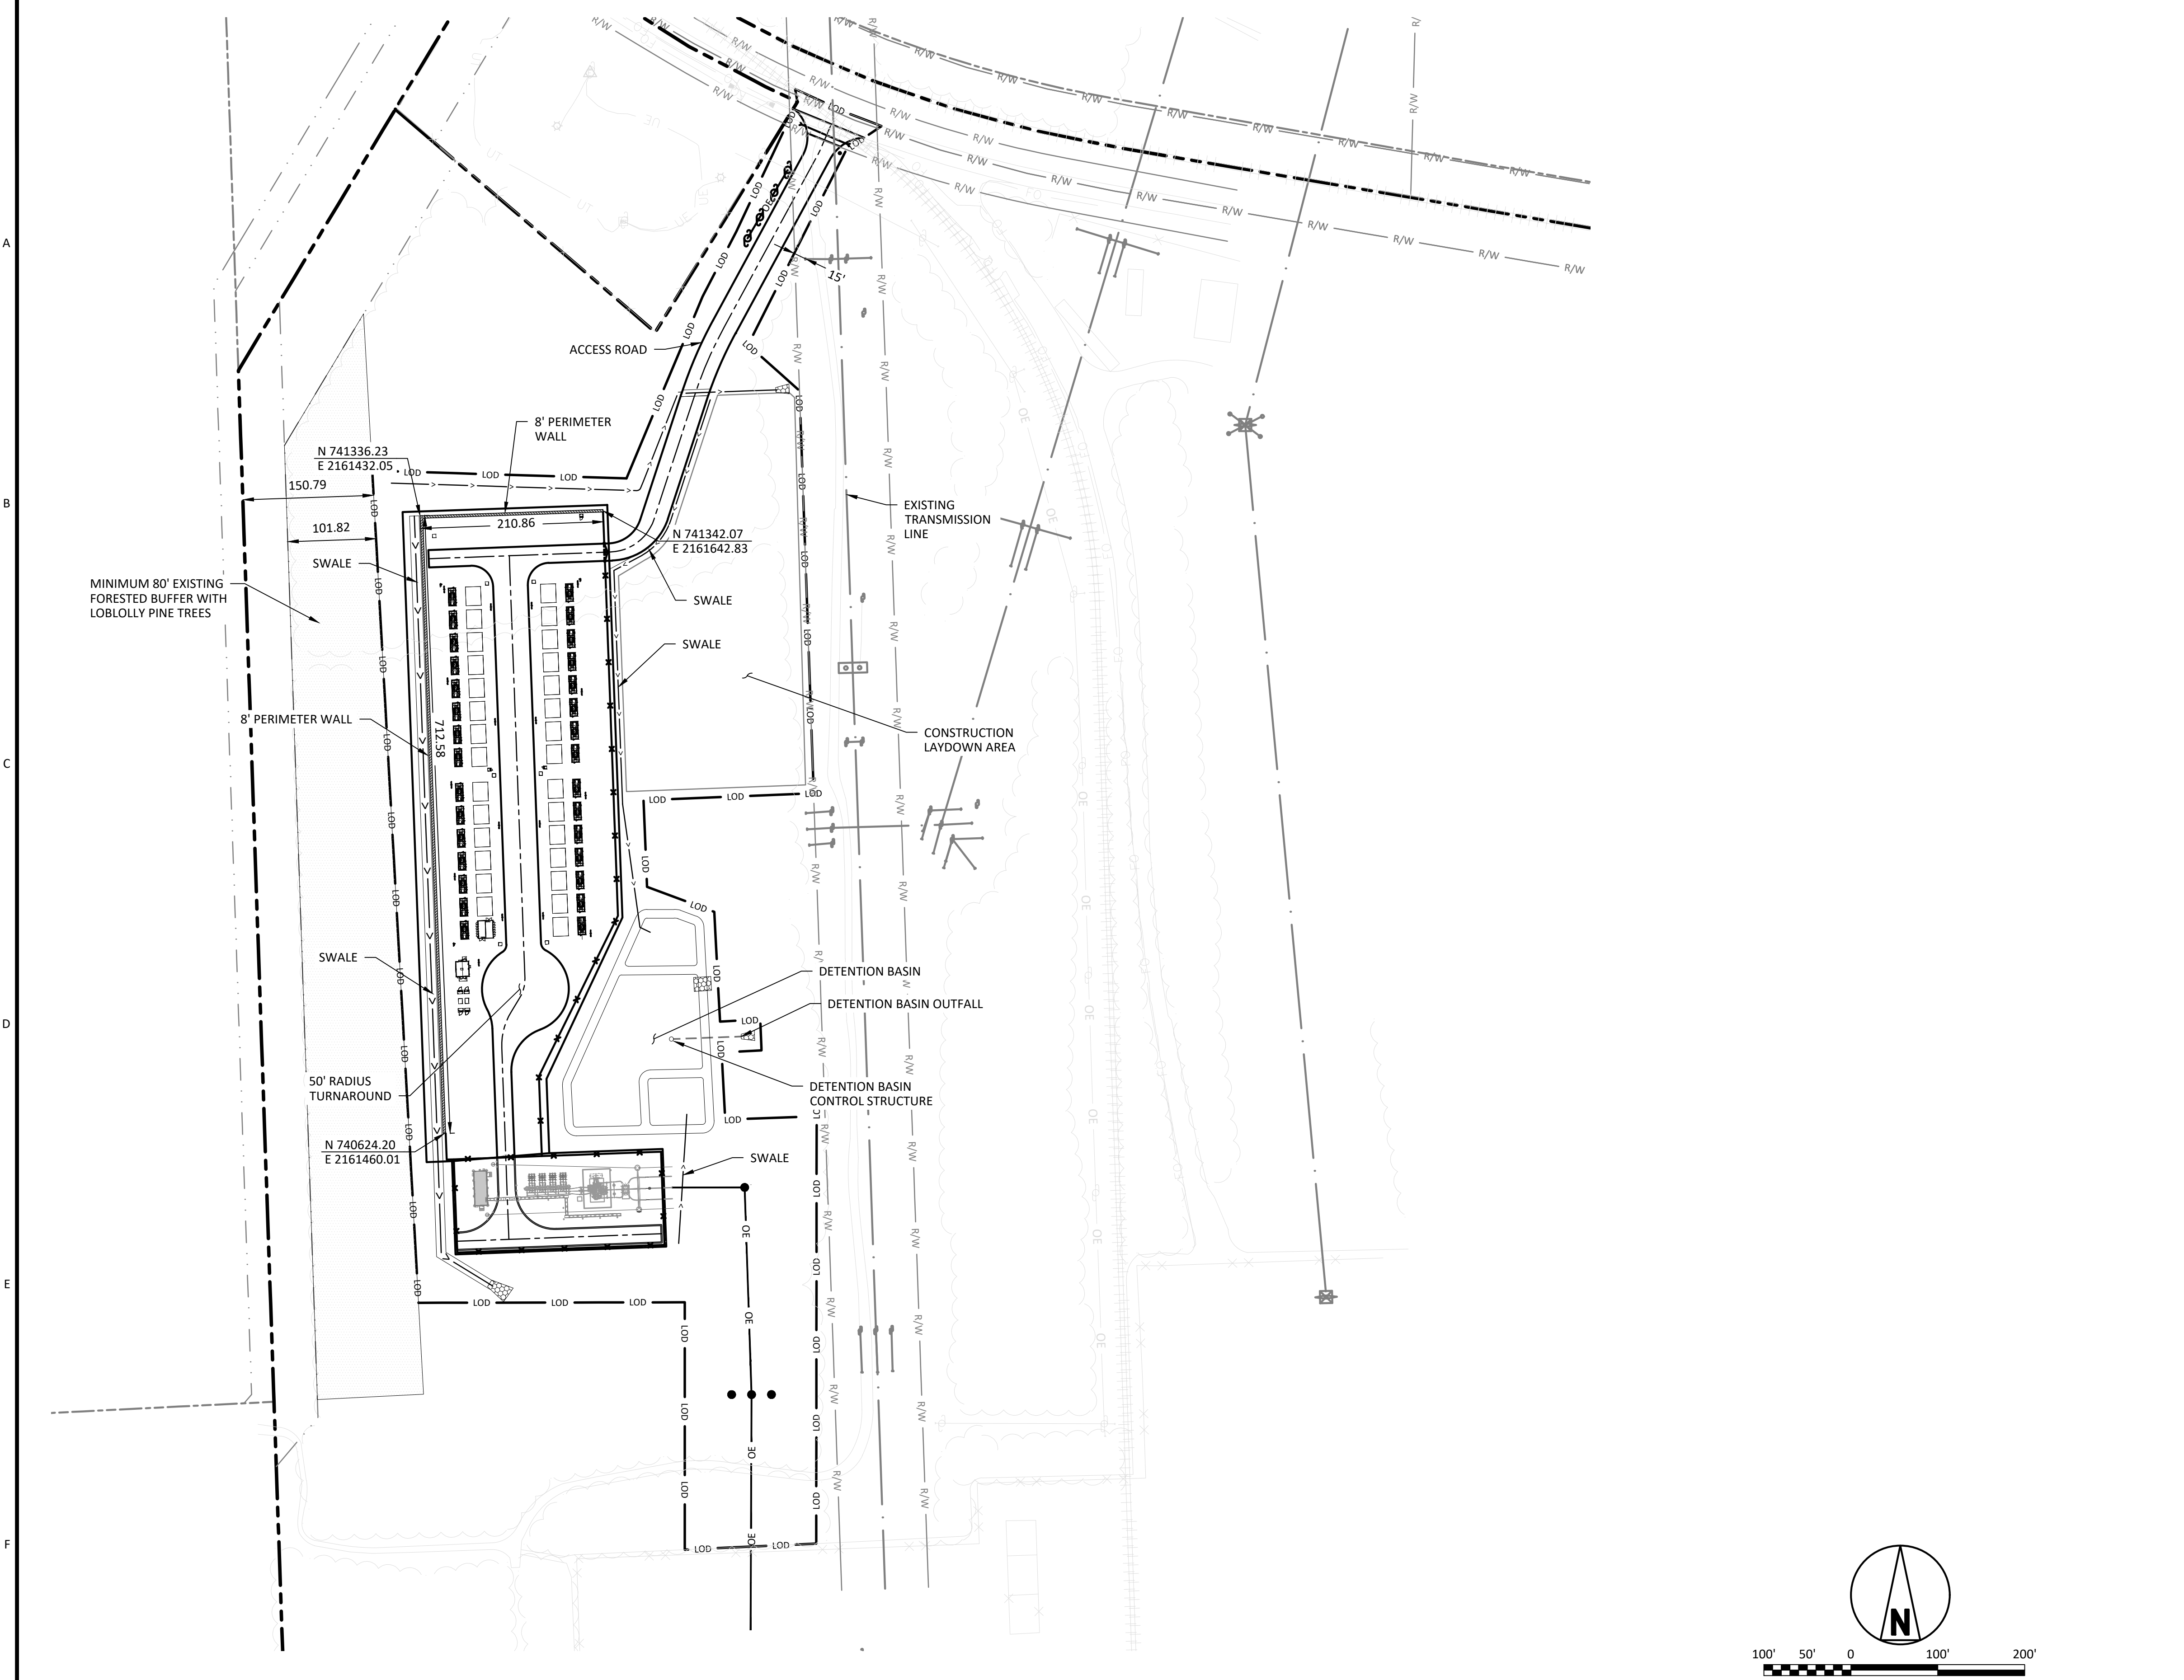 A
B
C
D
E
F
R/W
LOD
OE
UE
UT
15'
ACCESS ROAD
8' PERIMETER
WALL
N 741336.23
E 2161432.05
150.79
101.82
210.86
N 741342.07
E 2161642.83
EXISTING
TRANSMISSION
LINE
SWALE
MINIMUM 80' EXISTING
FORESTED BUFFER WITH
LOBLOLLY PINE TREES
SWALE
SWALE
8' PERIMETER WALL
712.58
CONSTRUCTION
LAYDOWN AREA
SWALE
DETENTION BASIN
DETENTION BASIN OUTFALL
50' RADIUS
TURNAROUND
DETENTION BASIN
CONTROL STRUCTURE
N 740624.20
E 2161460.01
SWALE
N
100' 50' 0 100' 200'